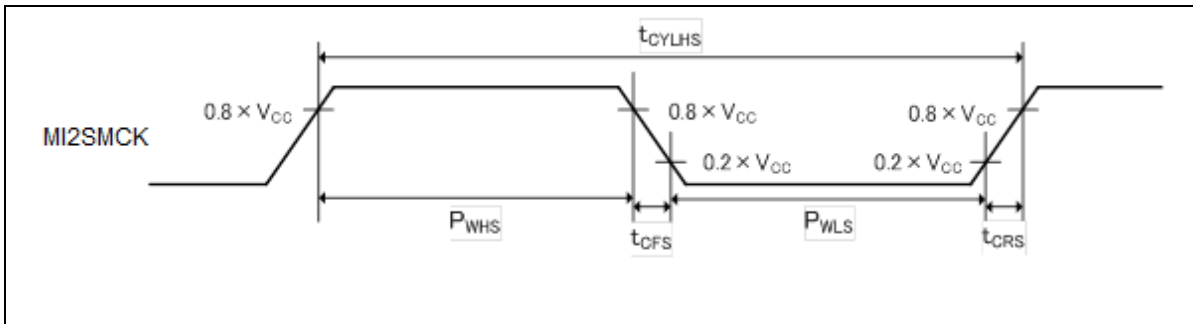 tCYLHS
0.8 × VCC
0.8 × VCC
0.8 × VCC
MI2SMCK
0.2 × VCC
0.2 × VCC
PWHS
PWLS
tCFS
tCRS